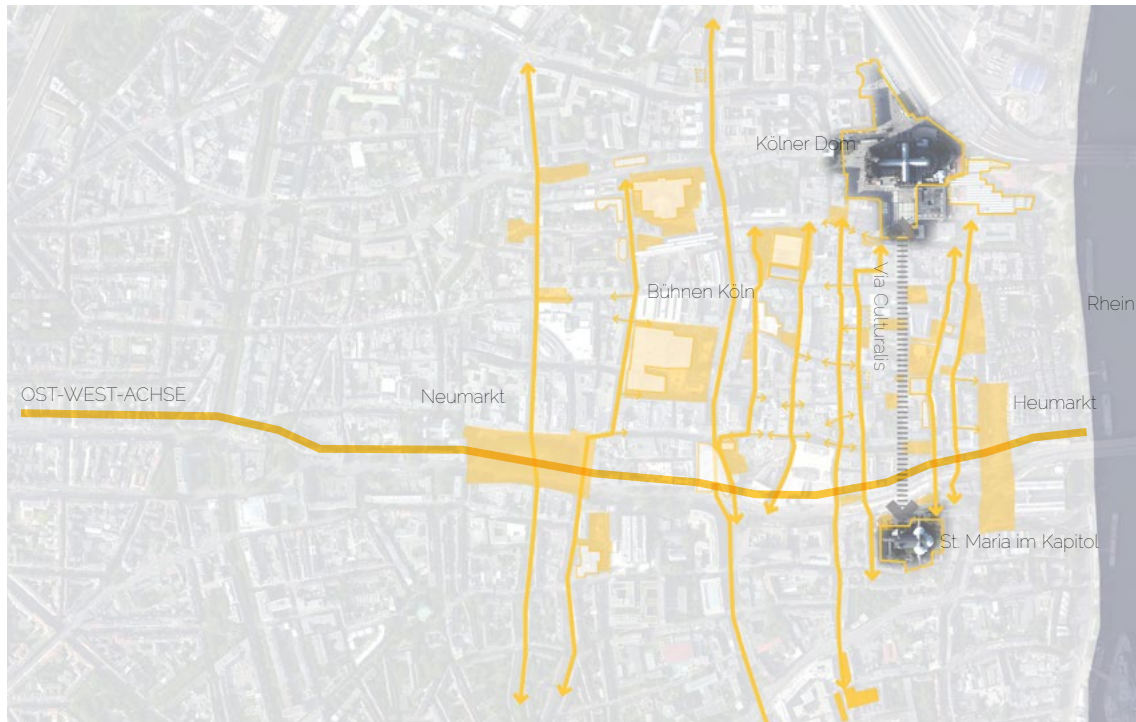 Kölner Dom
Bühnen Köln
Via Culturalis
Rhein
OST-WEST-ACHSE
Neumarkt
Heumarkt
St. Maria im Kapitol